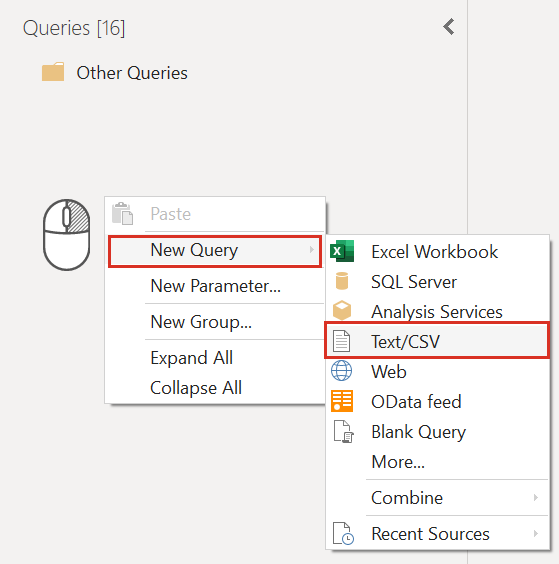 Queries [16]
Other Queries
Paste
New Query
New Parameter...
New Group...
Expand All
Collapse All
Excel Workbook
SQL Server
Analysis Services
Text/CSV
Web
OData feed
Blank Query
More...
Combine
Recent Sources